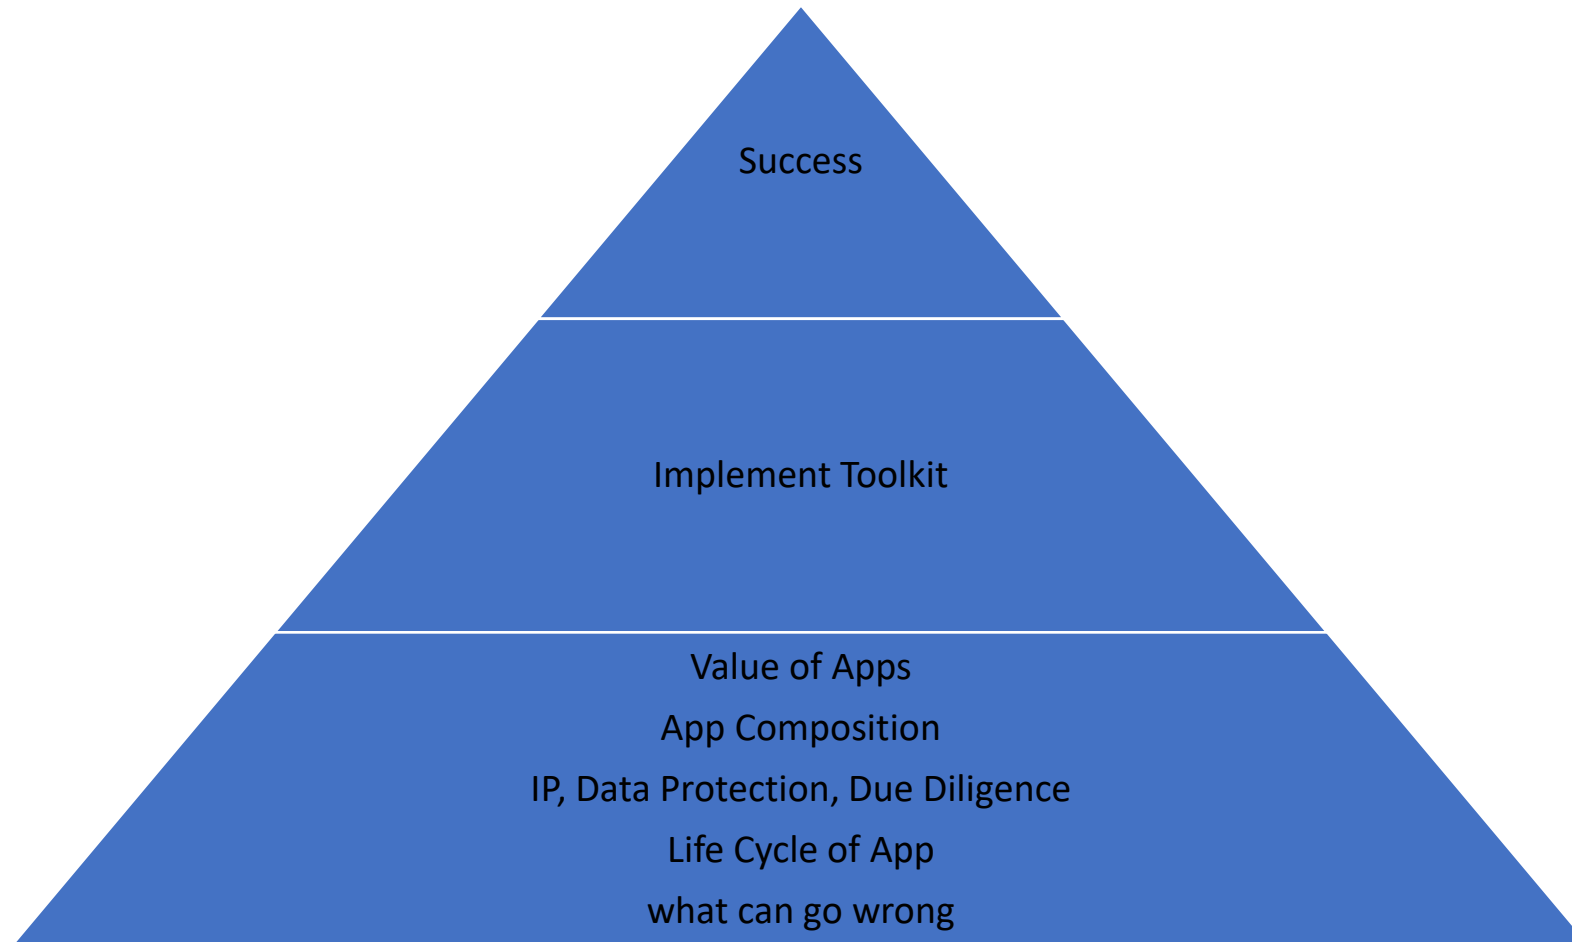 Success
Implement Toolkit
Value of Apps
App Composition
IP, Data Protection, Due Diligence
Life Cycle of App
what can go wrong